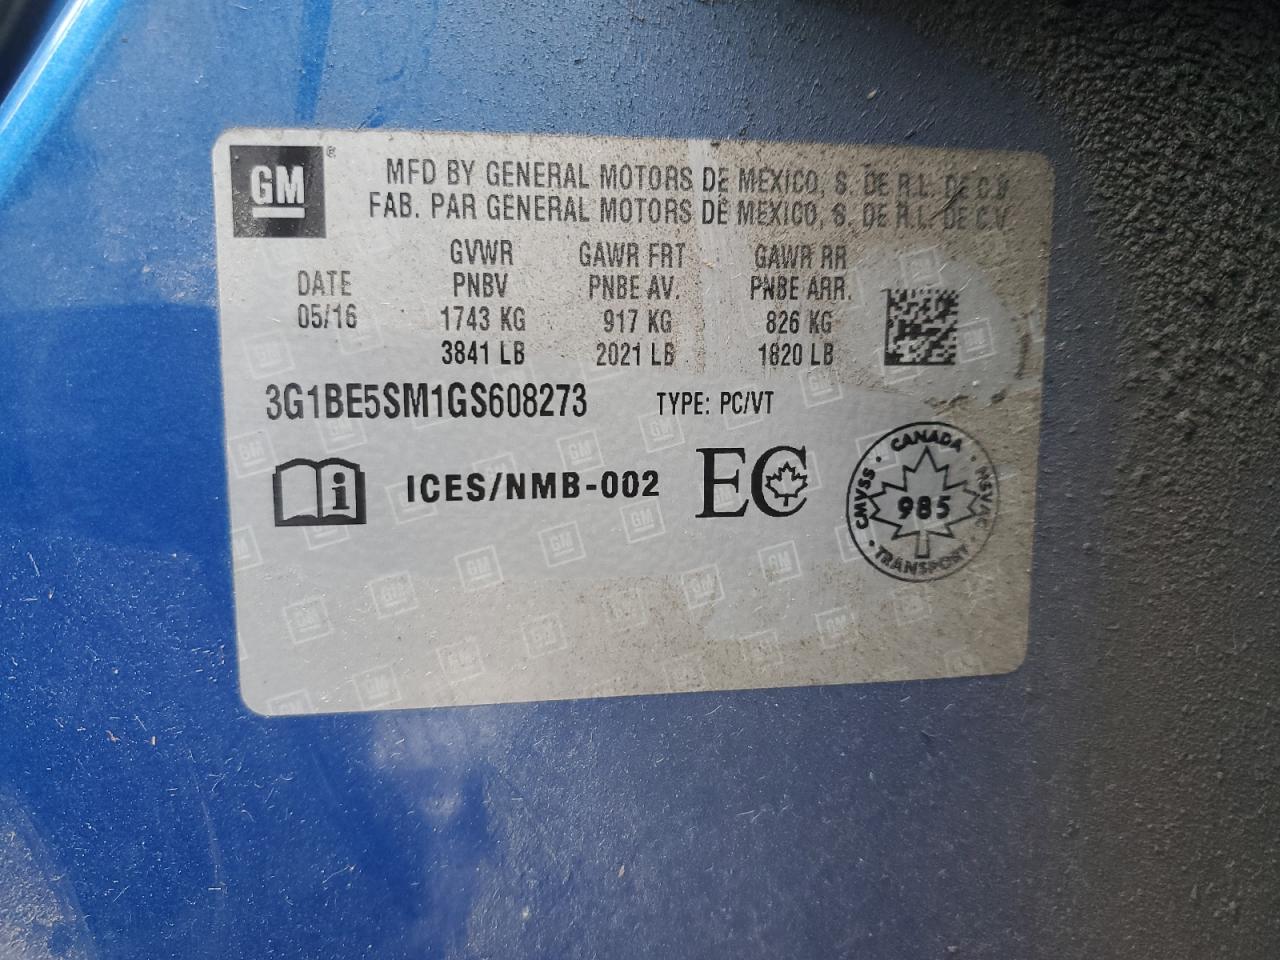 GM ®
MFD BY GENERAL MOTORS DE MEXICO, S. DE R.L. DE C.V
FAB. PAR GENERAL MOTORS DE MEXICO, S. DE R.L. DE C.V
GVWR GAWR FRT GAWR RR
DATE PNBV PNBE AV. PNBE ARR.
05/16 1743 KG 917 KG 826 KG
3841 LB 2021 LB 1820 LB
3G1BE5SM1GS608273 TYPE: PC/VT
i ICES/NMB-002 EC
CANADA
CMVSS 985 NSVAC
TRANSPORT